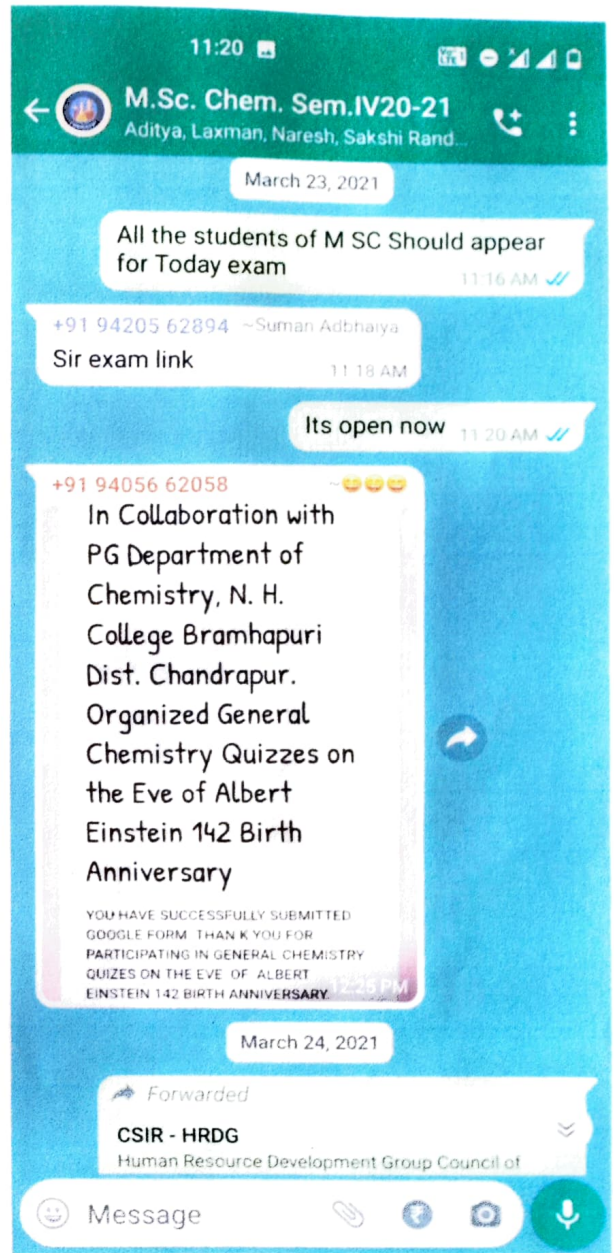 11:20
M.Sc. Chem. Sem.IV20-21
Aditya, Laxman, Naresh, Sakshi Rand...
March 23, 2021
All the students of M SC Should appear
for Today exam
11:16 AM
+91 94205 62894 ~Suman Adbhaiya
Sir exam link
11:18 AM
Its open now 11:20 AM
+91 94056 62058 ~😄😄😄
In Collaboration with
PG Department of
Chemistry, N. H.
College Bramhapuri
Dist. Chandrapur.
Organized General
Chemistry Quizzes on
the Eve of Albert
Einstein 142 Birth
Anniversary
YOU HAVE SUCCESSFULLY SUBMITTED
GOOGLE FORM THAN K YOU FOR
PARTICIPATING IN GENERAL CHEMISTRY
QUIZES ON THE EVE OF ALBERT
EINSTEIN 142 BIRTH ANNIVERSARY.
12:25 PM
March 24, 2021
Forwarded
CSIR - HRDG
Human Resource Development Group Council of
Message